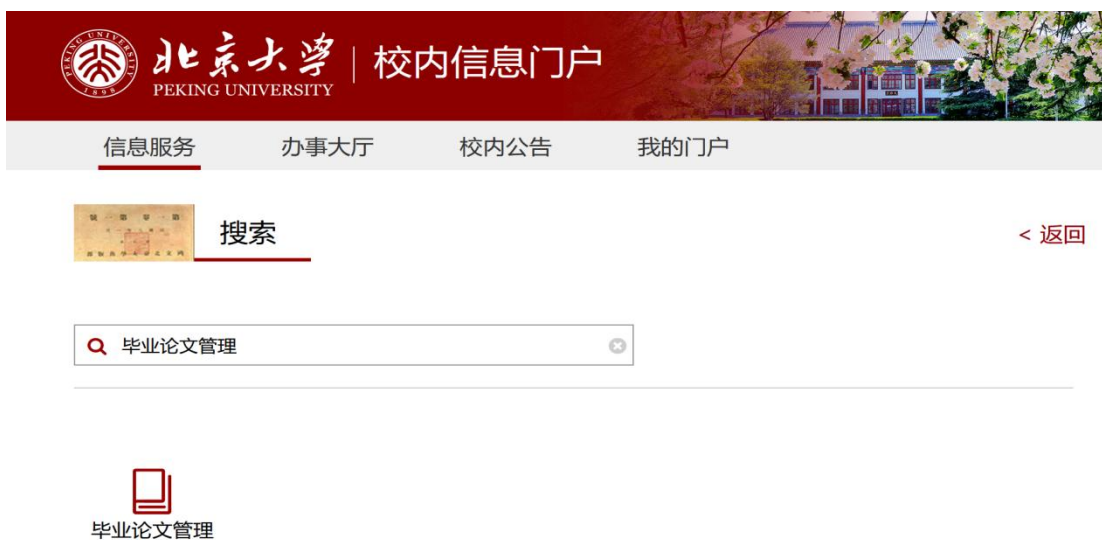 北京大学 | 校内信息门户
PEKING UNIVERSITY
1898
信息服务 办事大厅 校内公告 我的门户
搜索
< 返回
毕业论文管理
毕业论文管理